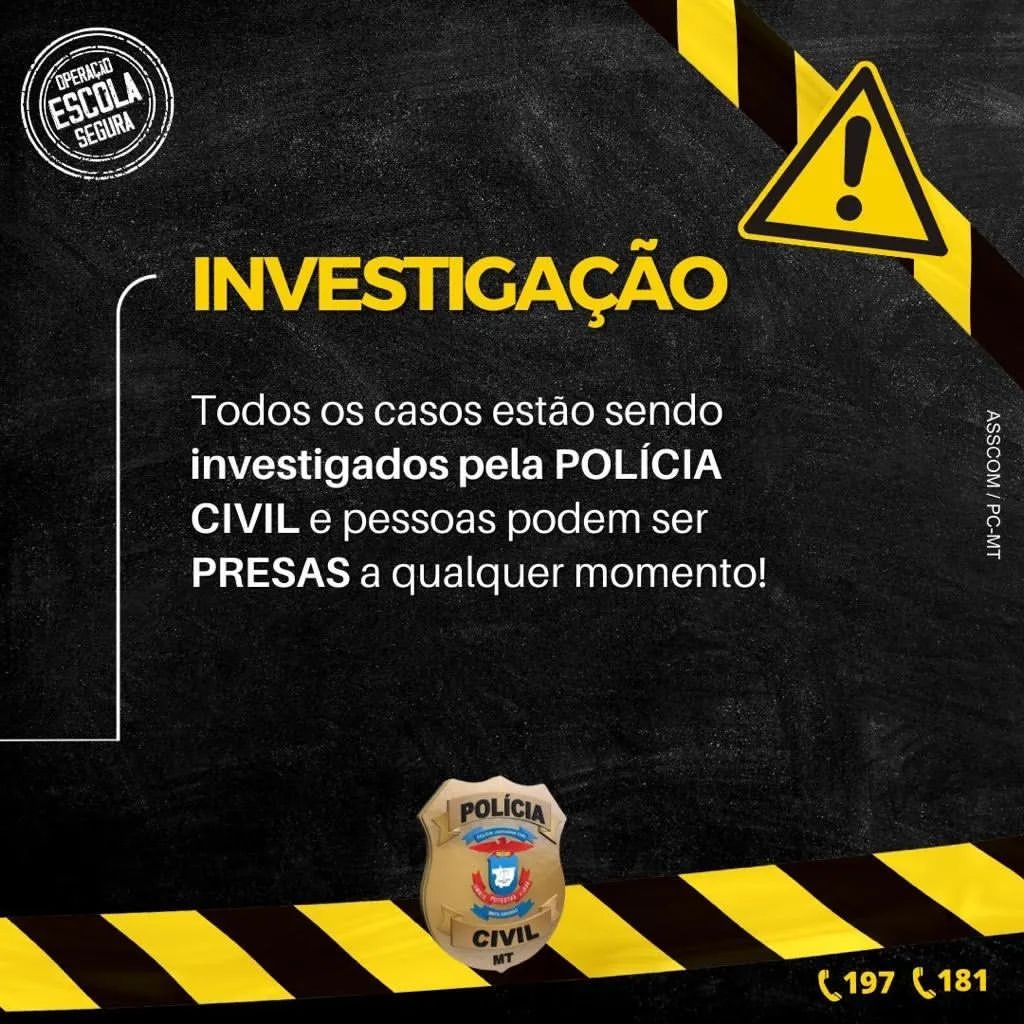 OPERAÇÃO
ESCOLA
SEGURA
INVESTIGAÇÃO
Todos os casos estão sendo
investigados pela POLÍCIA
CIVIL e pessoas podem ser
PRESAS a qualquer momento!
ASSCOM / PC-MT
POLÍCIA
CIVIL
MT
197 181